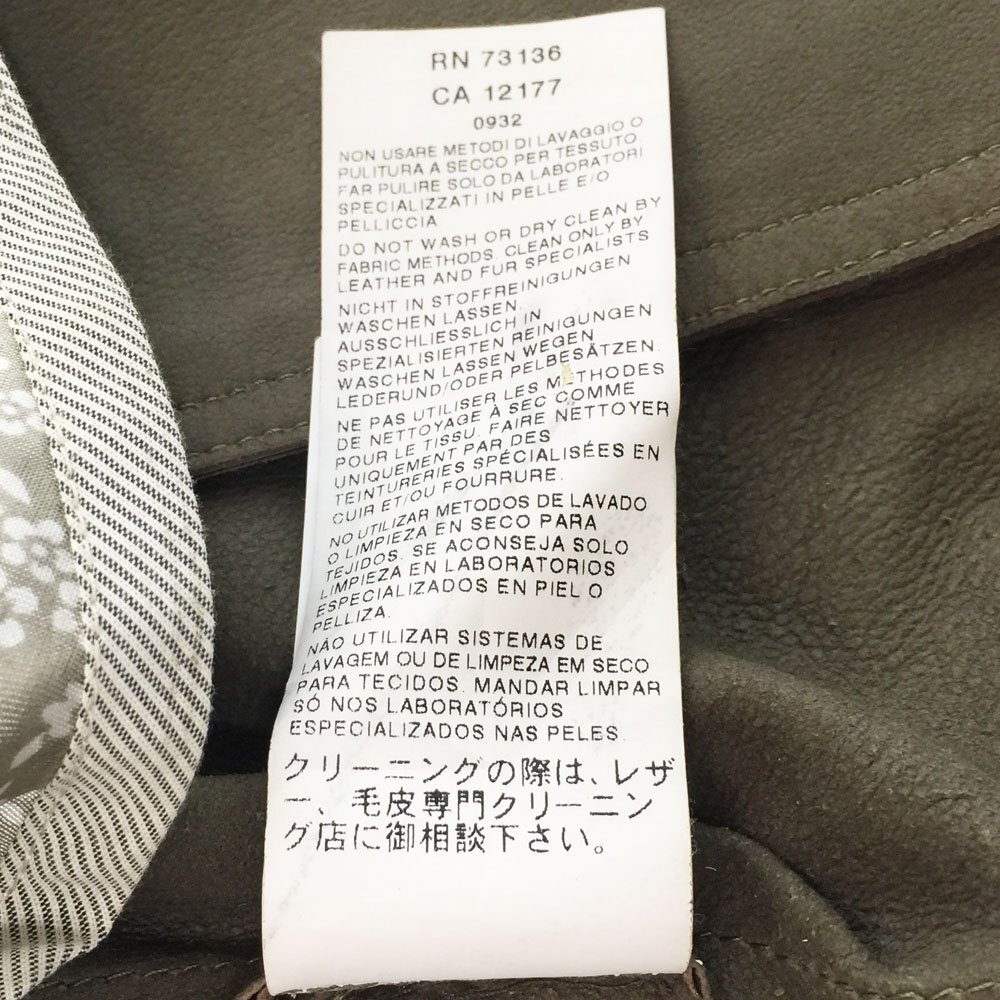 RN 73136
CA 12177
0932
NON USARE METODI DI LAVAGGIO O
PULITURA A SECCO PER TESSUTO
FAR PULIRE SOLO DA LABORATORI
SPECIALIZZATI IN PELLE E/O
PELLICCIA
DO NOT WASH OR DRY CLEAN BY
FABRIC METHODS. CLEAN ONLY BY
LEATHER AND FUR SPECIALISTS
NICHT IN STOFFREINIGUNGEN
WASCHEN LASSEN.
AUSSCHLIESSLICH IN
SPEZIALISIERTEN REINIGUNGEN
WASCHEN LASSEN WEGEN
LEDERUND/ODER PELBESÄTZEN.
NE PAS UTILISER LES METHODES
DE NETTOYAGE À SEC COMME
POUR LE TISSU. FAIRE NETTOYER
UNIQUEMENT PAR DES
TEINTURERIES SPÉCIALISÉES EN
CUIR ET/OU FOURRURE.
NO UTILIZAR METODOS DE LAVADO
O LIMPIEZA EN SECO PARA
TEJIDOS. SE ACONSEJA SOLO
LIMPIEZA EN LABORATORIOS
ESPECIALIZADOS EN PIEL O
PELLIZA.
NÃO UTILIZAR SISTEMAS DE
LAVAGEM OU DE LIMPEZA EM SECO
PARA TECIDOS. MANDAR LIMPAR
SÓ NOS LABORATÓRIOS
ESPECIALIZADOS NAS PELES.
クリーニングの際は、レザ
ー、毛皮専門クリーニン
グ店に御相談下さい。